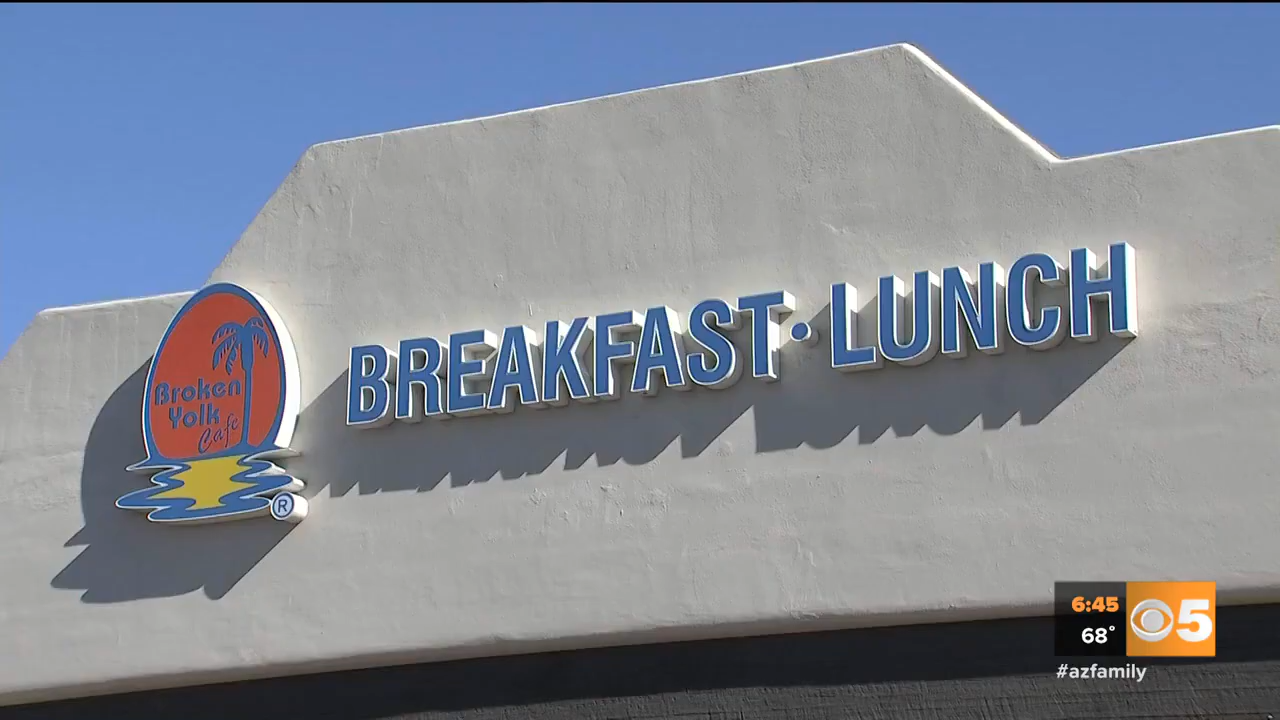 Broken
Yolk
Cafe
®
BREAKFAST · LUNCH
6:45
68°
5
#azfamily